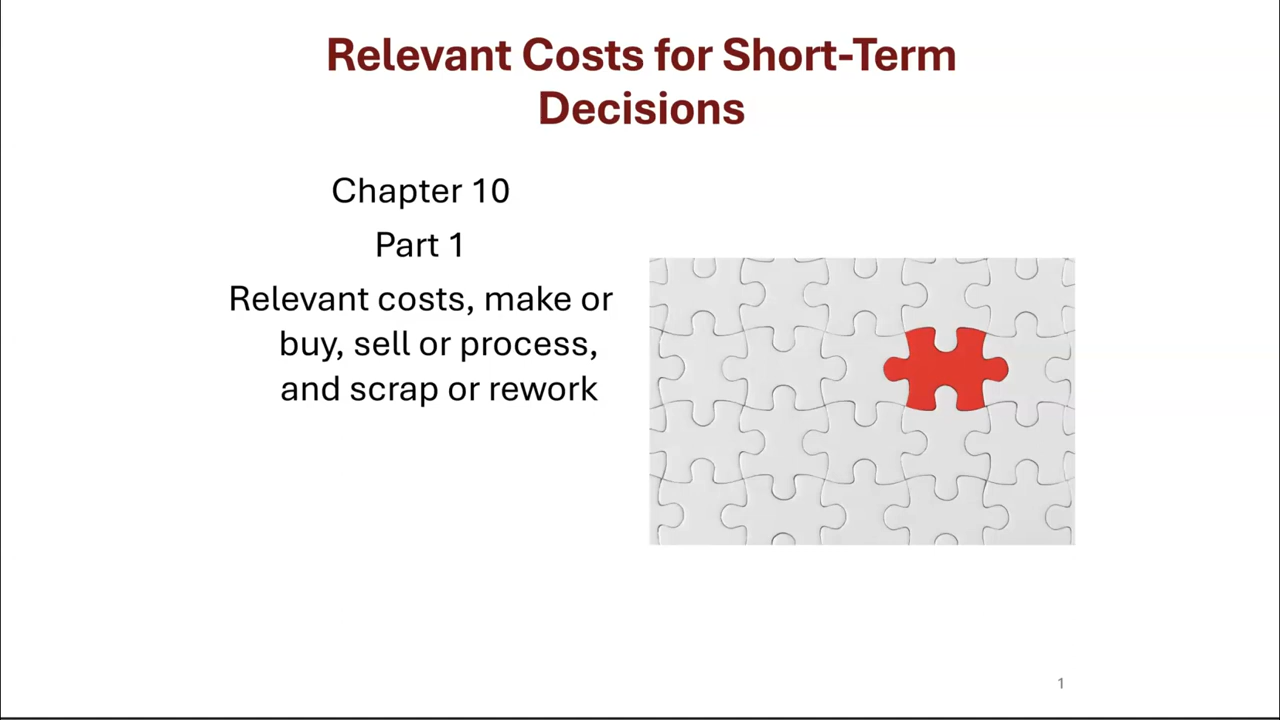 Relevant Costs for Short-Term
Decisions
Chapter 10
Part 1
Relevant costs, make or
buy, sell or process,
and scrap or rework
1